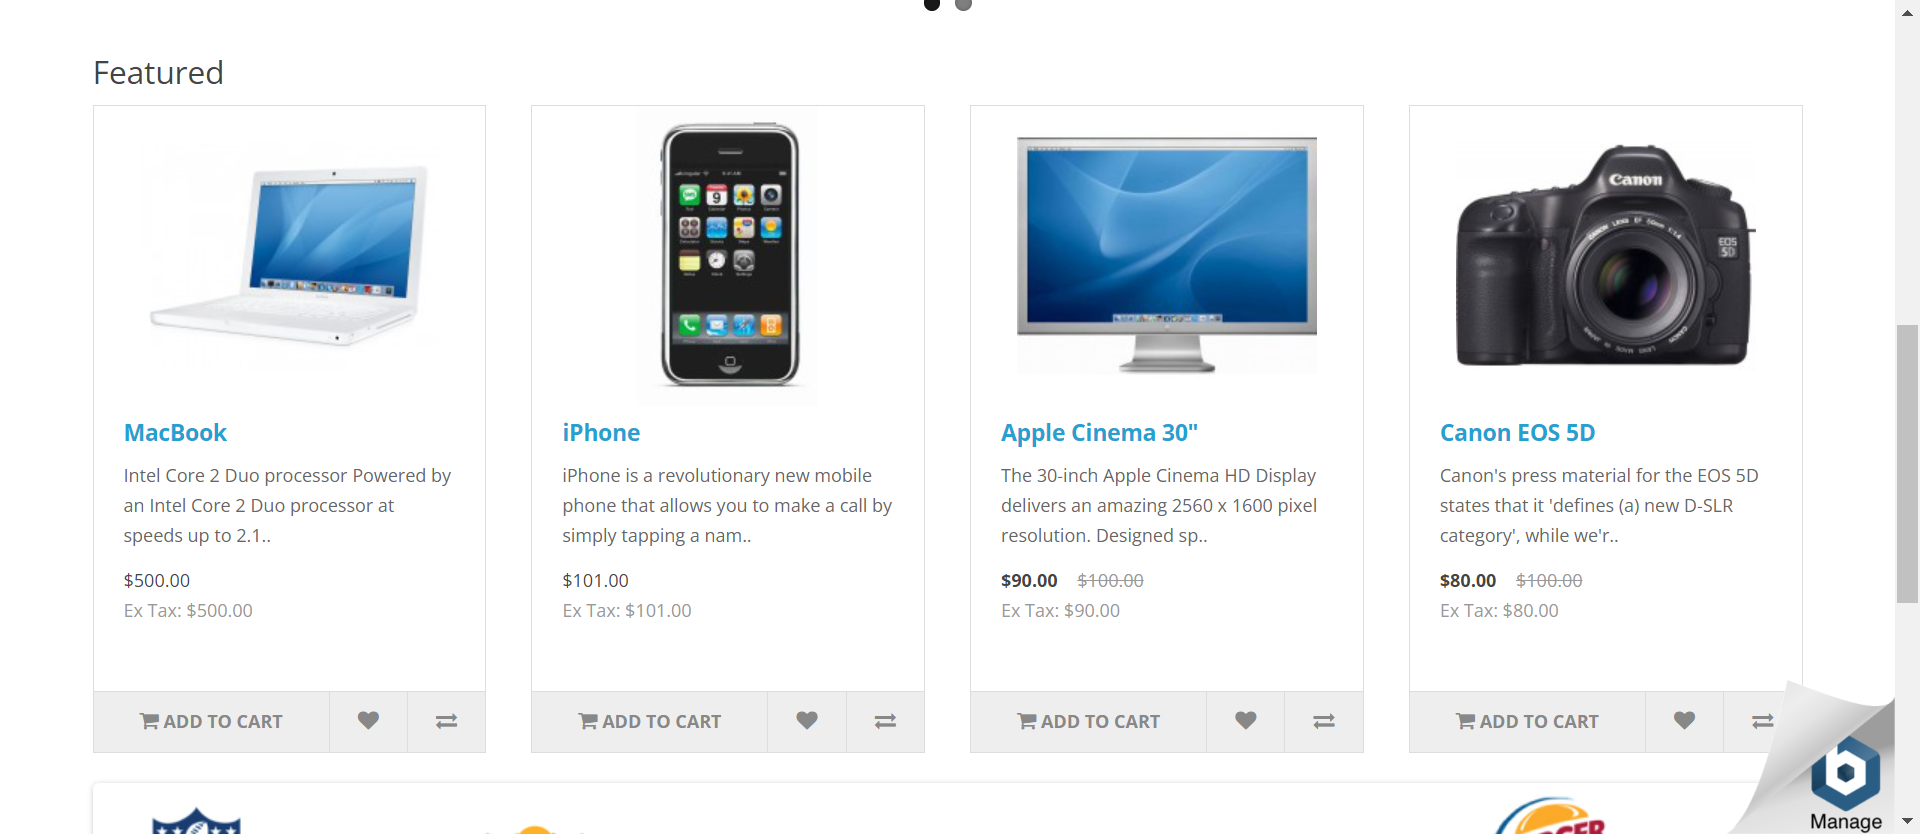 Featured
Canon
EOS
5D
MacBook
Intel Core 2 Duo processor Powered by
an Intel Core 2 Duo processor at
speeds up to 2.1..
$500.00
Ex Tax: $500.00
ADD TO CART
iPhone
iPhone is a revolutionary new mobile
phone that allows you to make a call by
simply tapping a nam..
$101.00
Ex Tax: $101.00
ADD TO CART
Apple Cinema 30"
The 30-inch Apple Cinema HD Display
delivers an amazing 2560 x 1600 pixel
resolution. Designed sp..
$90.00 $100.00
Ex Tax: $90.00
ADD TO CART
Canon EOS 5D
Canon's press material for the EOS 5D
states that it 'defines (a) new D-SLR
category', while we'r..
$80.00 $100.00
Ex Tax: $80.00
ADD TO CART
Manage